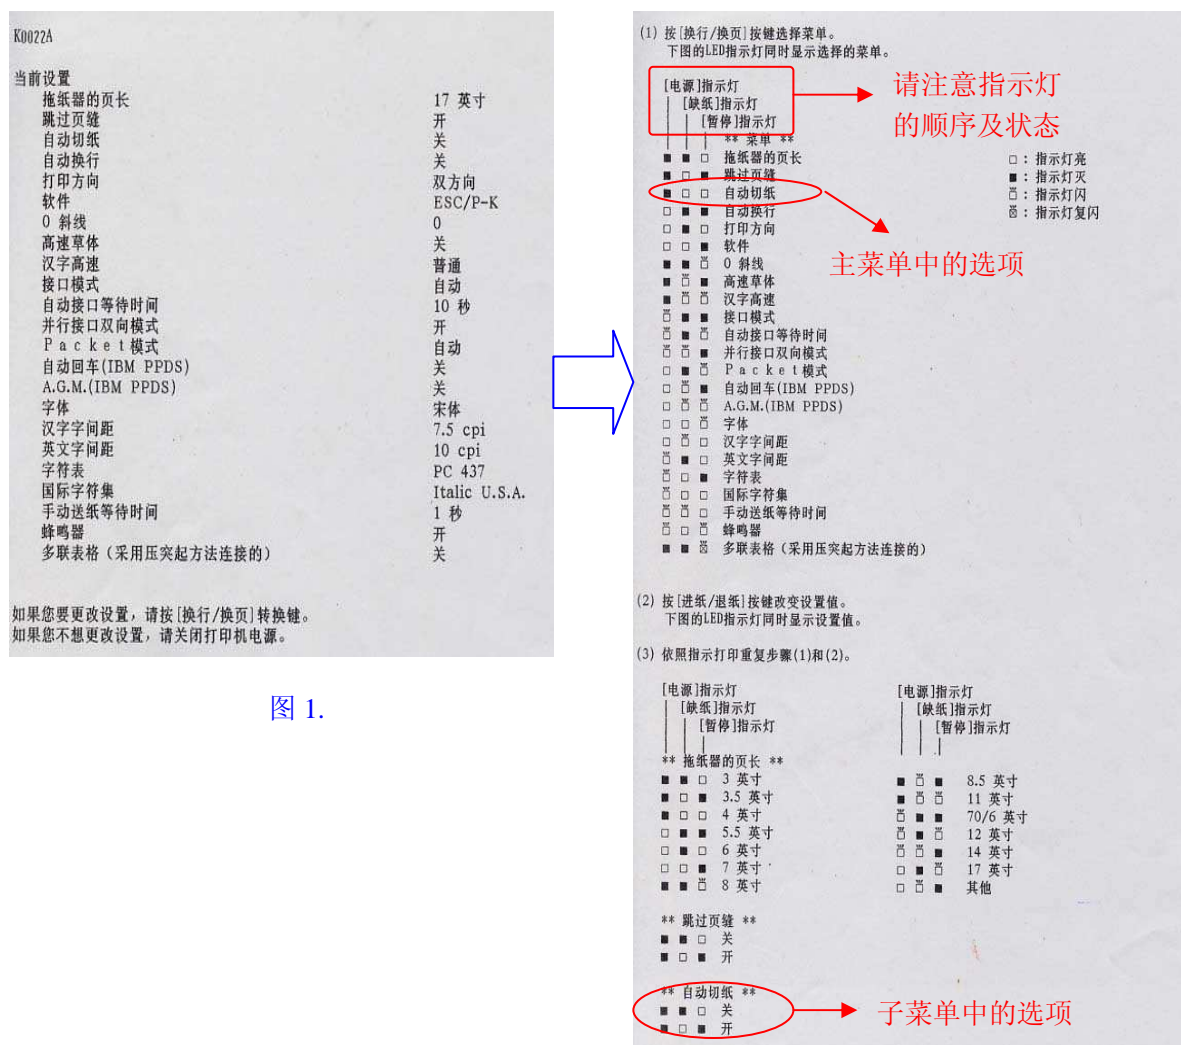 K0022A
当前设置
拖纸器的页长 17 英寸
跳过页缝 开
自动切纸 关
自动换行 关
打印方向 双方向
软件 ESC/P-K
0 斜线 0
高速草体 关
汉字高速 普通
接口模式 自动
自动接口等待时间 10 秒
并行接口双向模式 开
Packet模式 自动
自动回车(IBM PPDS) 关
A.G.M.(IBM PPDS) 关
字体 宋体
汉字字间距 7.5 cpi
英文字间距 10 cpi
字符表 PC 437
国际字符集 Italic U.S.A.
手动送纸等待时间 1 秒
蜂鸣器 开
多联表格（采用压突起方法连接的） 关
如果您要更改设置，请按[换行/换页]转换键。
如果您不想更改设置，请关闭打印机电源。
图 1.
(1) 按[换行/换页]按键选择菜单。
下图的LED指示灯同时显示选择的菜单。
[电源]指示灯
[缺纸]指示灯
[暂停]指示灯
** 菜单 **
拖纸器的页长
跳过页缝
自动切纸
自动换行
打印方向
软件
0 斜线
高速草体
汉字高速
接口模式
自动接口等待时间
并行接口双向模式
Packet模式
自动回车(IBM PPDS)
A.G.M.(IBM PPDS)
字体
汉字字间距
英文字间距
字符表
国际字符集
手动送纸等待时间
蜂鸣器
多联表格（采用压突起方法连接的）
请注意指示灯
的顺序及状态
□：指示灯亮
■：指示灯灭
：指示灯闪
：指示灯复闪
主菜单中的选项
(2) 按[进纸/退纸]按键改变设置值。
下图的LED指示灯同时显示设置值。
(3) 依照指示打印重复步骤(1)和(2)。
[电源]指示灯
[缺纸]指示灯
[暂停]指示灯
** 拖纸器的页长 **
3 英寸
3.5 英寸
4 英寸
5.5 英寸
6 英寸
7 英寸
8 英寸
[电源]指示灯
[缺纸]指示灯
[暂停]指示灯
8.5 英寸
11 英寸
70/6 英寸
12 英寸
14 英寸
17 英寸
其他
** 跳过页缝 **
关
开
** 自动切纸 **
关
开
子菜单中的选项